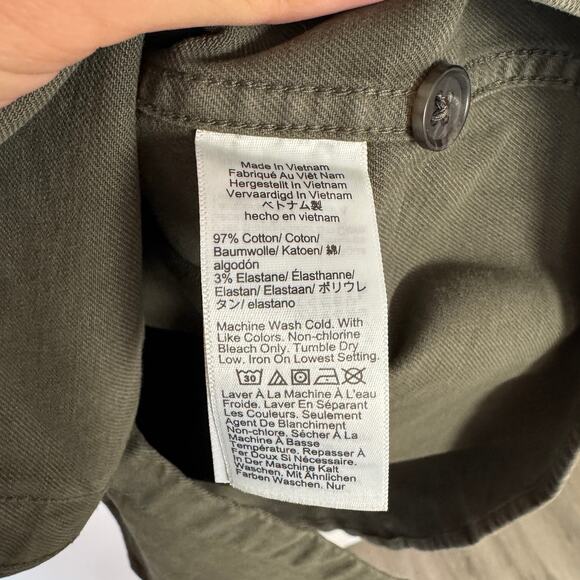 Made In Vietnam
Fabriqué Au Việt Nam
Hergestellt In Vietnam
Vervaardigd In Vietnam
ベトナム製
hecho en vietnam
97% Cotton/ Coton/
Baumwolle/ Katoen/ 綿/
algodón
3% Elastane/ Élasthanne/
Elastan/ Elastaan/ ポリウレ
タン/ elastano
Machine Wash Cold. With
Like Colors. Non-chlorine
Bleach Only. Tumble Dry
Low. Iron On Lowest Setting.
30
Laver À La Machine À L'eau
Froide. Laver En Séparant
Les Couleurs. Seulement
Agent De Blanchiment
Non-chlore. Sécher À La
Machine À Basse
Température. Repasser À
Fer Doux Si Nécessaire.
In Der Maschine Kalt
Waschen. Mit Ähnlichen
Farben Waschen. Nur